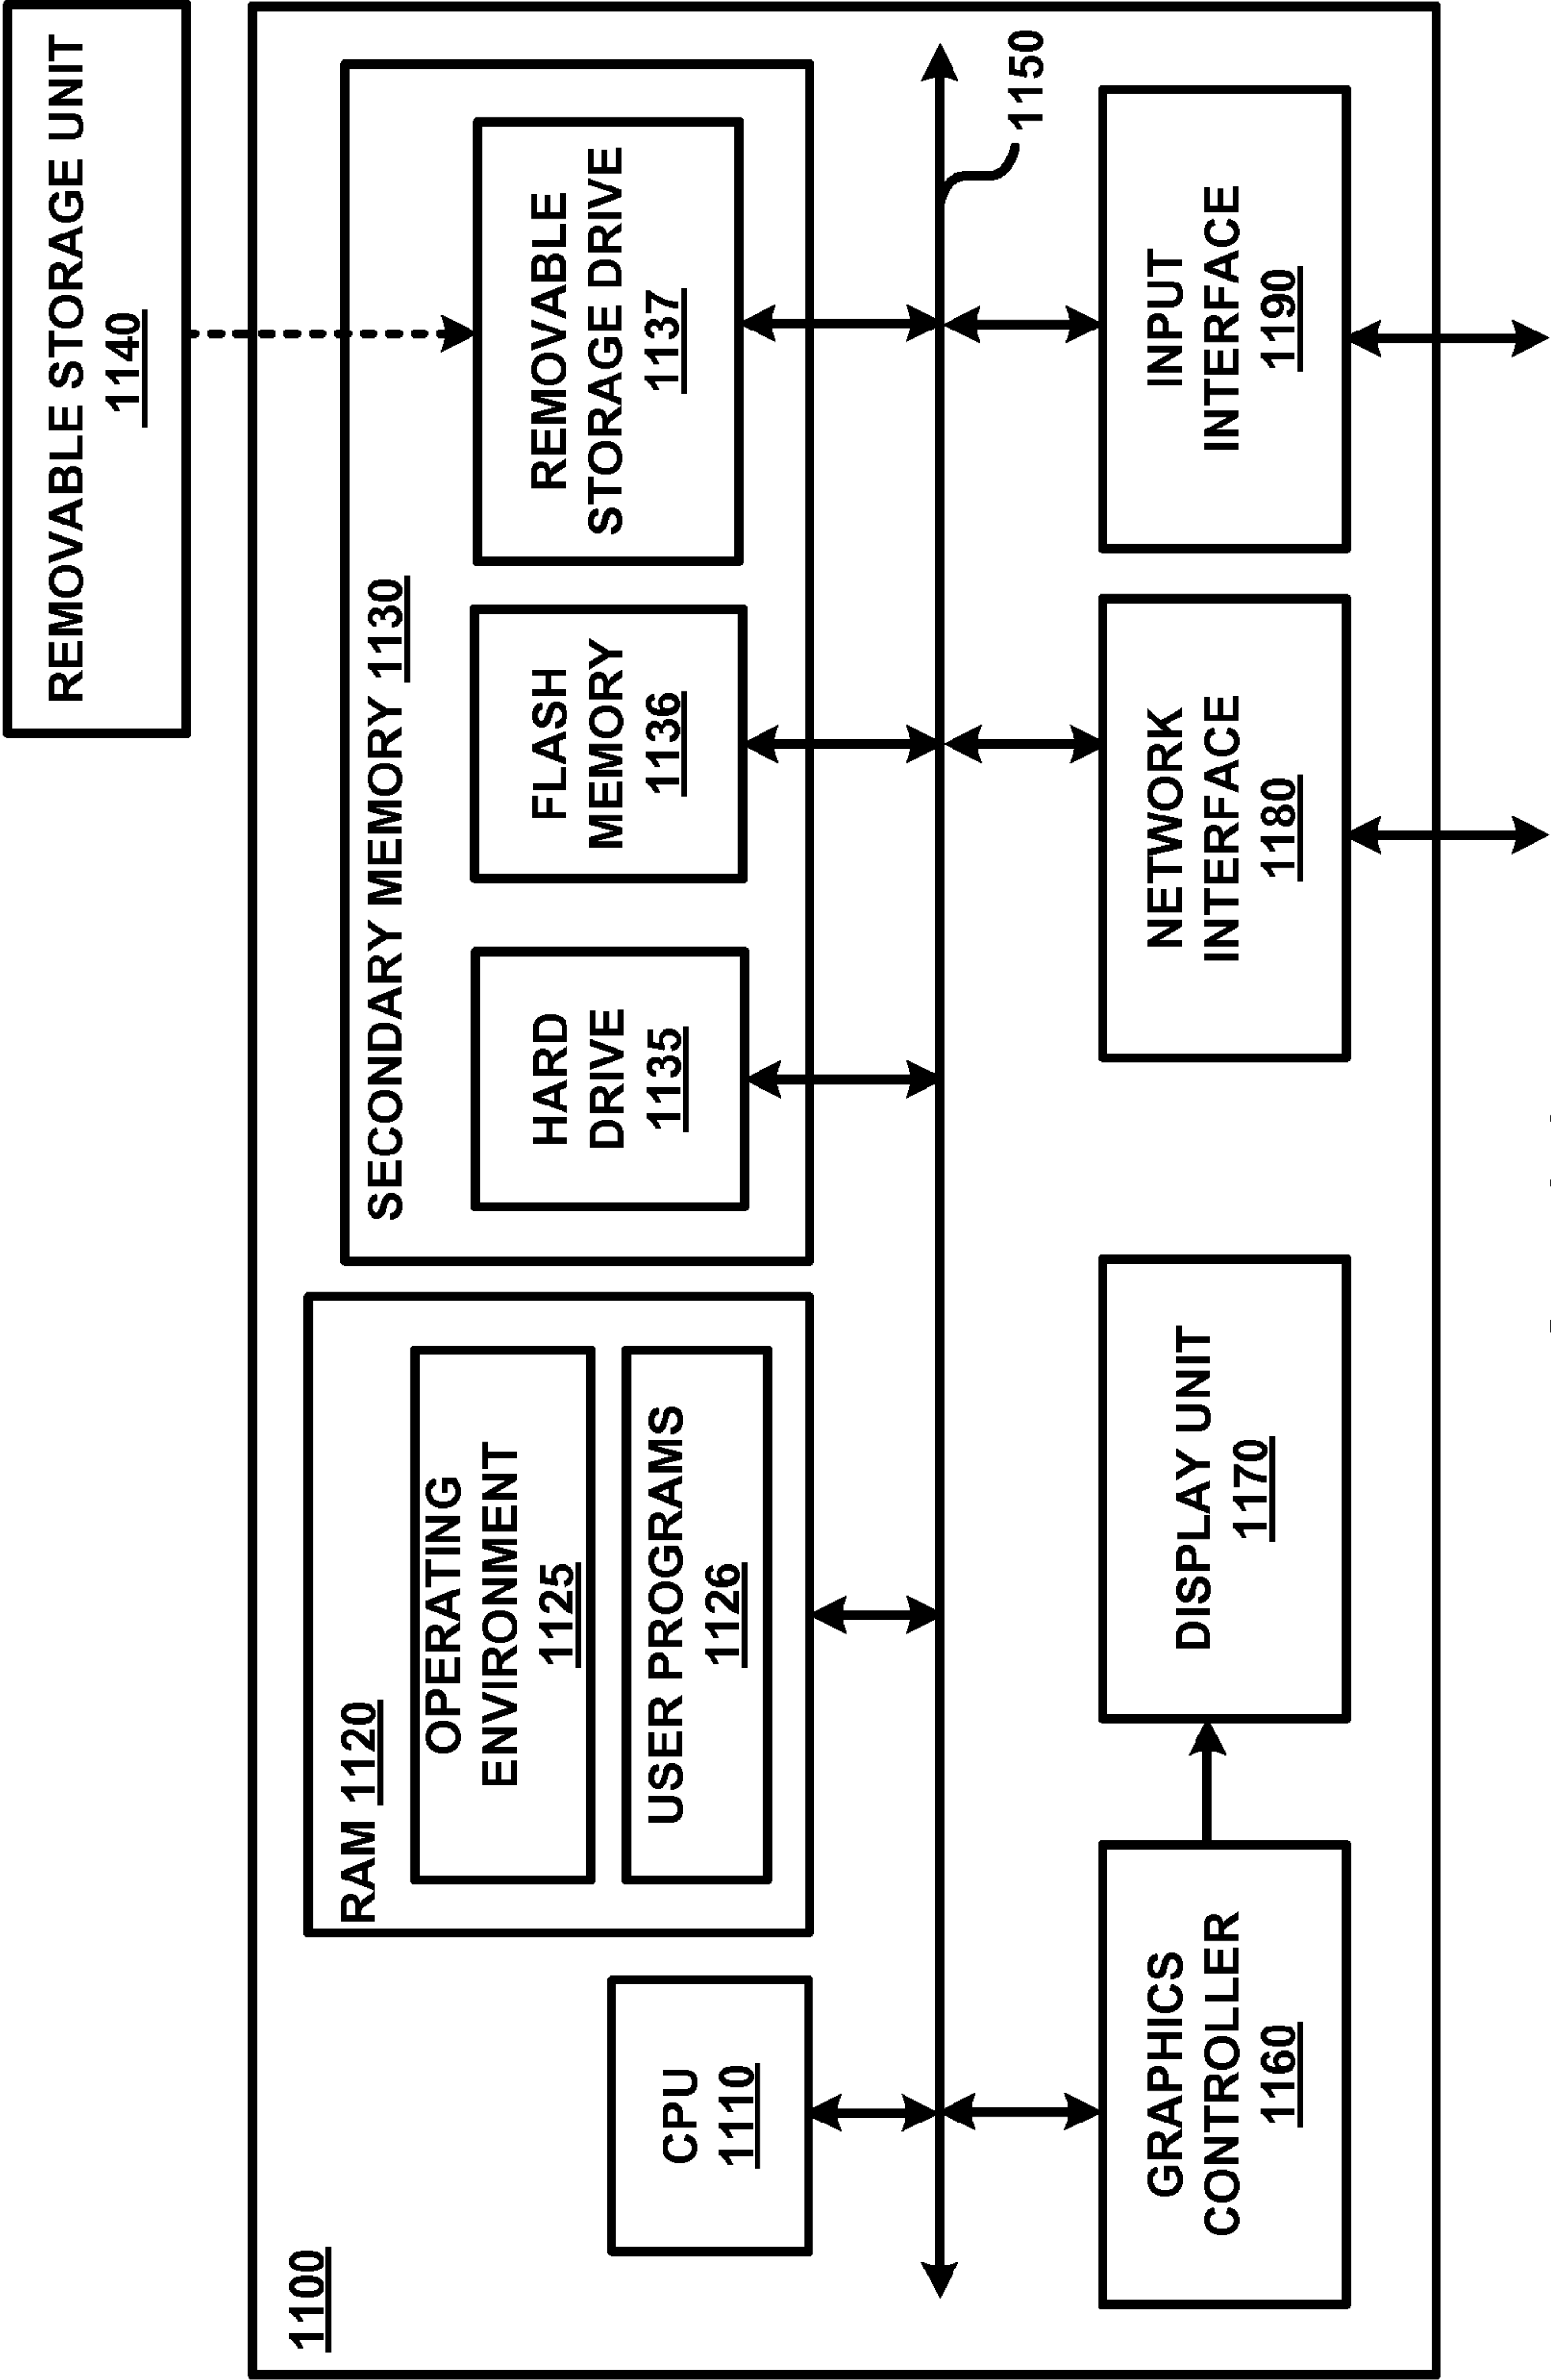 REMOVABLE STORAGE UNIT
1140
1100
RAM 1120
OPERATING
ENVIRONMENT
1125
USER PROGRAMS
1126
CPU
1110
SECONDARY MEMORY 1130
HARD
DRIVE
1135
FLASH
MEMORY
1136
REMOVABLE
STORAGE DRIVE
1137
1150
GRAPHICS
CONTROLLER
1160
DISPLAY UNIT
1170
NETWORK
INTERFACE
1180
INPUT
INTERFACE
1190